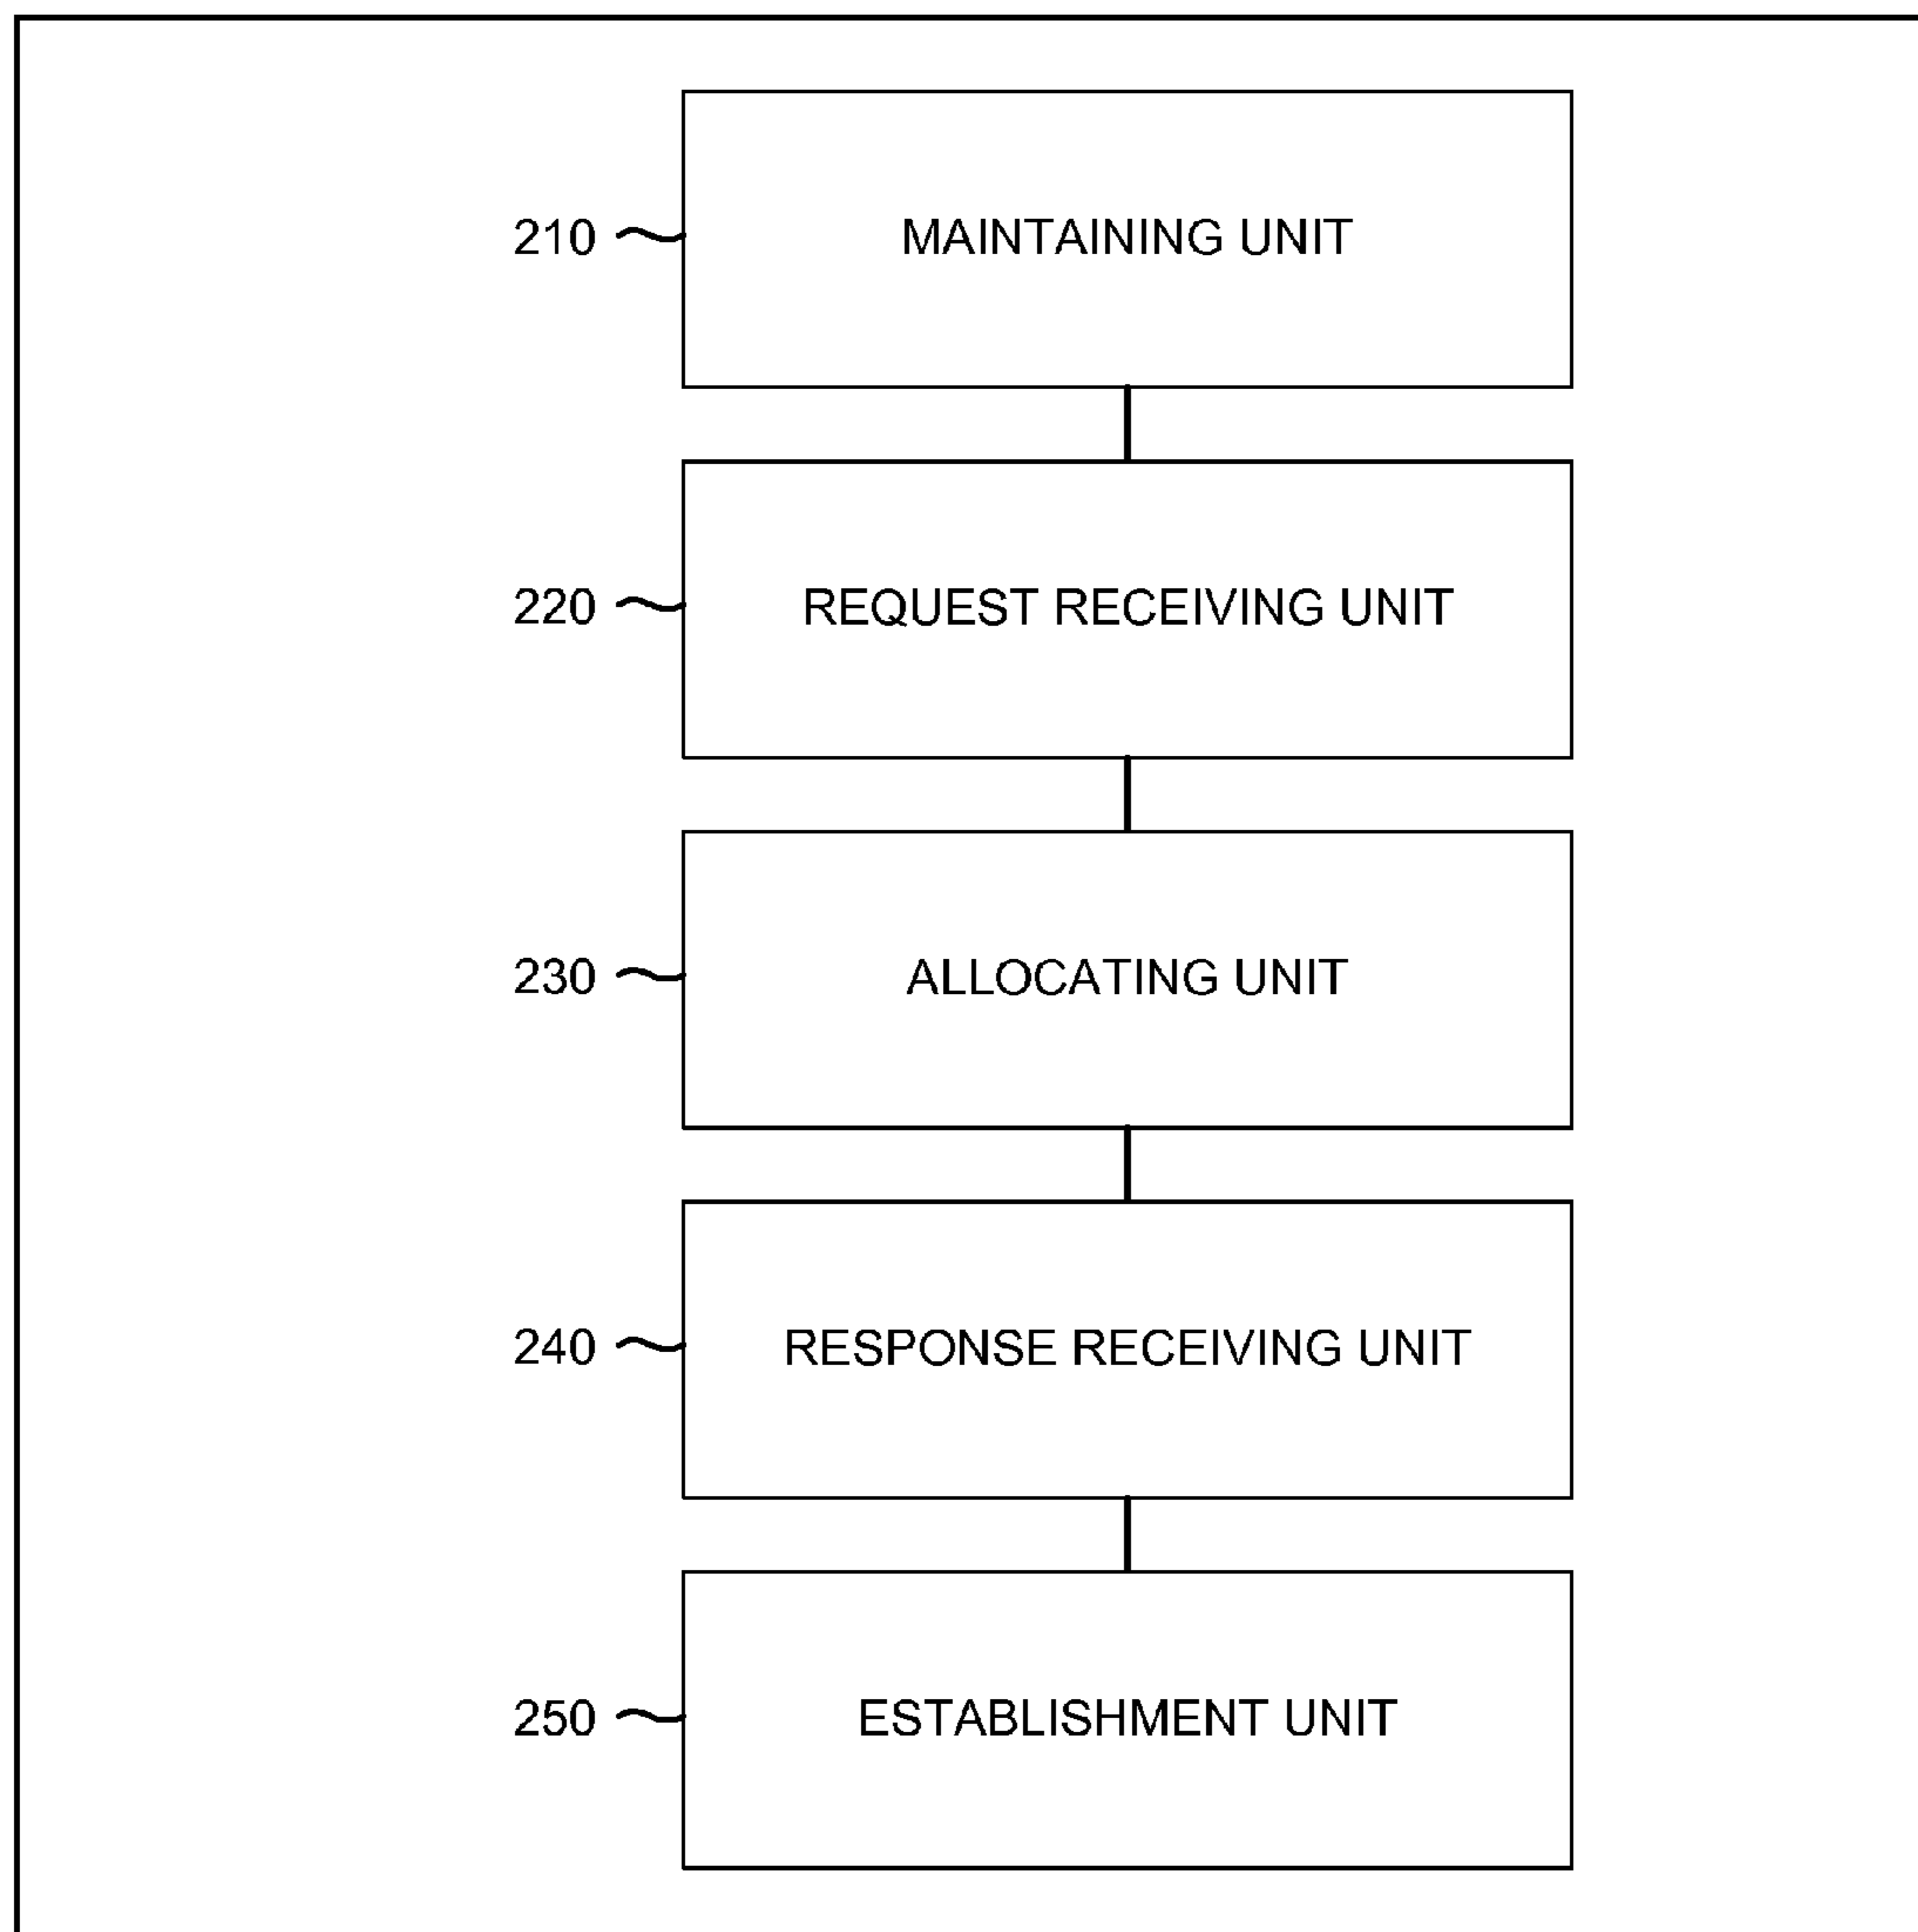 210 MAINTAINING UNIT
220 REQUEST RECEIVING UNIT
230 ALLOCATING UNIT
240 RESPONSE RECEIVING UNIT
250 ESTABLISHMENT UNIT